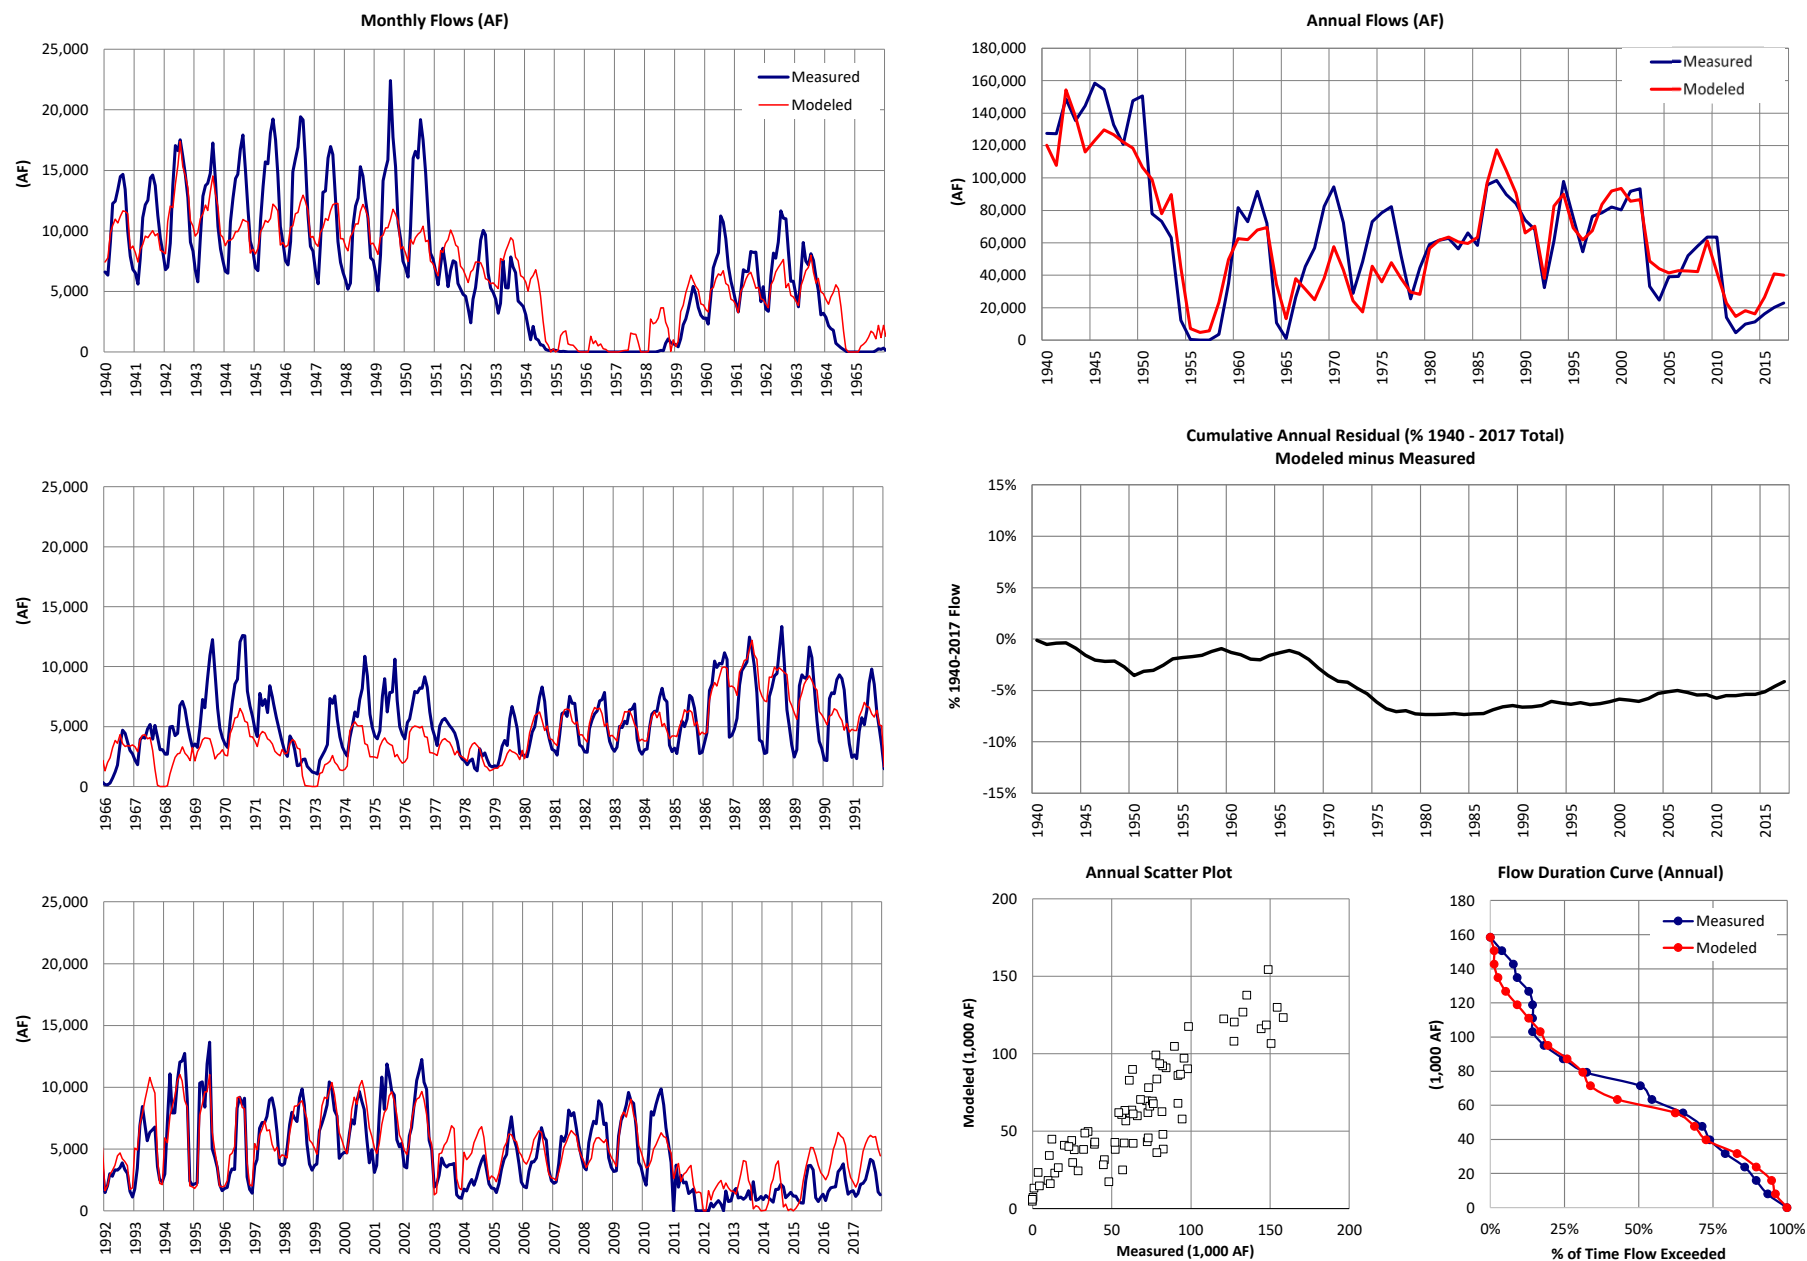 Monthly Flows (AF)
25,000
20,000
15,000
10,000
5,000
0
(AF)
Measured
Modeled
1940 1941 1942 1943 1944 1945 1946 1947 1948 1949 1950 1951 1952 1953 1954 1955 1956 1957 1958 1959 1960 1961 1962 1963 1964 1965
Annual Flows (AF)
180,000
160,000
140,000
120,000
100,000
80,000
60,000
40,000
20,000
0
(AF)
Measured
Modeled
1940 1945 1950 1955 1960 1965 1970 1975 1980 1985 1990 1995 2000 2005 2010 2015
25,000
20,000
15,000
10,000
5,000
0
(AF)
1966 1967 1968 1969 1970 1971 1972 1973 1974 1975 1976 1977 1978 1979 1980 1981 1982 1983 1984 1985 1986 1987 1988 1989 1990 1991
Cumulative Annual Residual (% 1940 - 2017 Total)
Modeled minus Measured
15%
10%
5%
0%
-5%
-10%
-15%
% 1940-2017 Flow
1940 1945 1950 1955 1960 1965 1970 1975 1980 1985 1990 1995 2000 2005 2010 2015
25,000
20,000
15,000
10,000
5,000
0
(AF)
1992 1993 1994 1995 1996 1997 1998 1999 2000 2001 2002 2003 2004 2005 2006 2007 2008 2009 2010 2011 2012 2013 2014 2015 2016 2017
Annual Scatter Plot
200
150
100
50
0
Modeled (1,000 AF)
0 50 100 150 200
Measured (1,000 AF)
Flow Duration Curve (Annual)
180
160
140
120
100
80
60
40
20
0
(1,000 AF)
Measured
Modeled
0% 25% 50% 75% 100%
% of Time Flow Exceeded